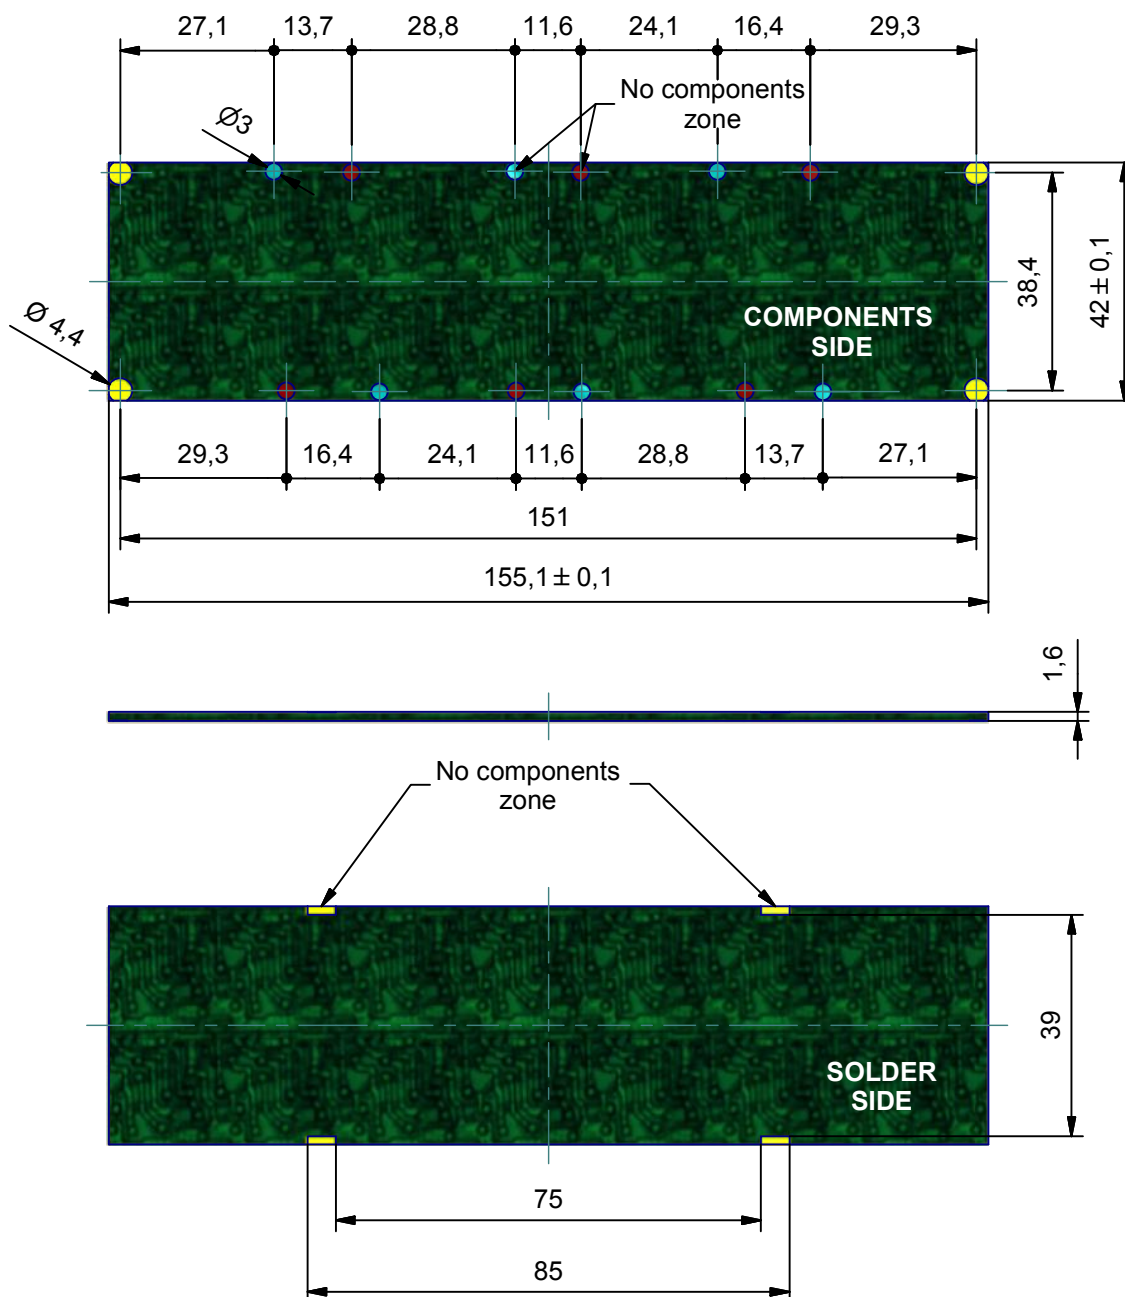 27,1 13,7 28,8 11,6 24,1 16,4 29,3
No components
zone
Ø3
38,4
42 ± 0,1
Ø 4,4
COMPONENTS
SIDE
29,3 16,4 24,1 11,6 28,8 13,7 27,1
151
155,1 ± 0,1
1,6
No components
zone
39
SOLDER
SIDE
75
85